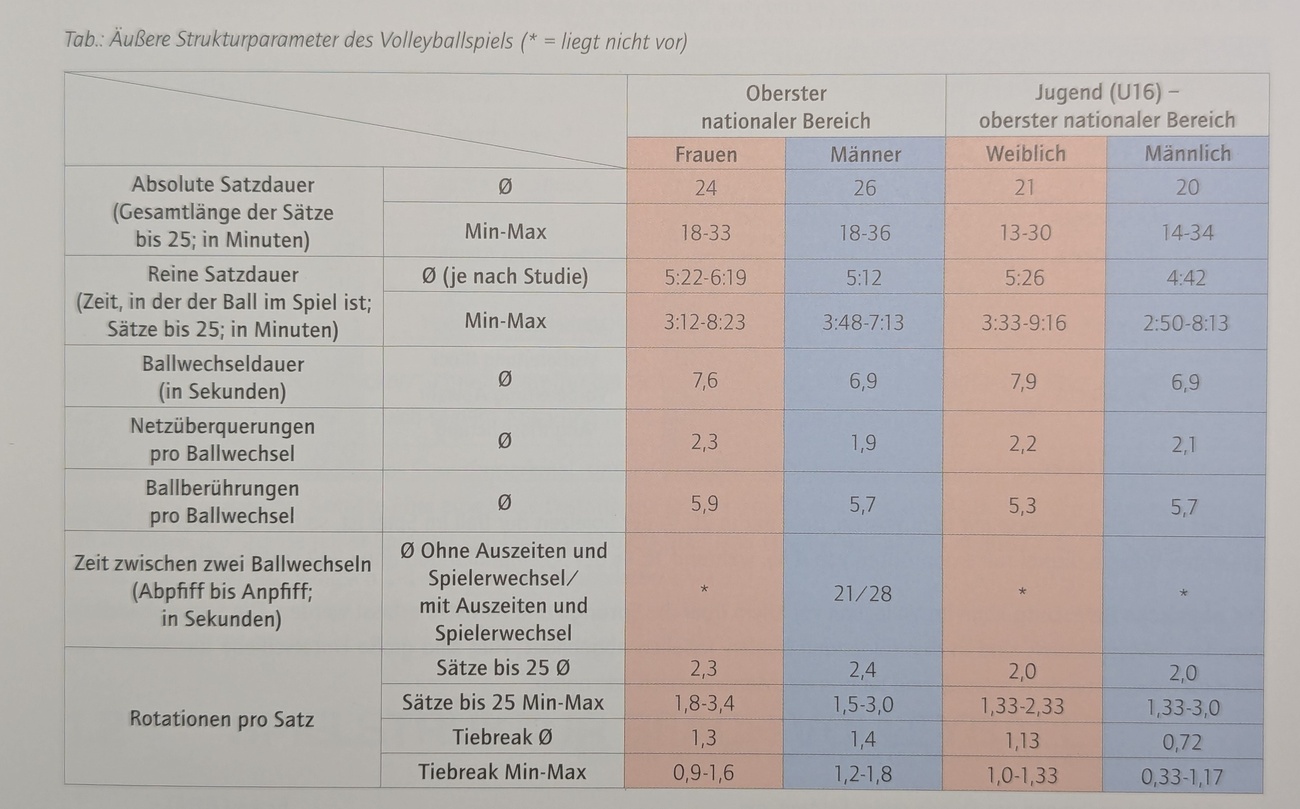 Tab.: Äußere Strukturparameter des Volleyballspiels (* = liegt nicht vor)
Oberster
nationaler Bereich
Jugend (U16) –
oberster nationaler Bereich
Frauen Männer Weiblich Männlich
Absolute Satzdauer
(Gesamtlänge der Sätze
bis 25; in Minuten)
Ø 24 26 21 20
Min-Max 18-33 18-36 13-30 14-34
Reine Satzdauer
(Zeit, in der der Ball im Spiel ist;
Sätze bis 25; in Minuten)
Ø (je nach Studie) 5:22-6:19 5:12 5:26 4:42
Min-Max 3:12-8:23 3:48-7:13 3:33-9:16 2:50-8:13
Ballwechseldauer
(in Sekunden)
Ø 7,6 6,9 7,9 6,9
Netzüberquerungen
pro Ballwechsel
Ø 2,3 1,9 2,2 2,1
Ballberührungen
pro Ballwechsel
Ø 5,9 5,7 5,3 5,7
Zeit zwischen zwei Ballwechseln
(Abpfiff bis Anpfiff;
in Sekunden)
Ø Ohne Auszeiten und
Spielerwechsel/
mit Auszeiten und
Spielerwechsel
* 21/28 * *
Rotationen pro Satz
Sätze bis 25 Ø 2,3 2,4 2,0 2,0
Sätze bis 25 Min-Max 1,8-3,4 1,5-3,0 1,33-2,33 1,33-3,0
Tiebreak Ø 1,3 1,4 1,13 0,72
Tiebreak Min-Max 0,9-1,6 1,2-1,8 1,0-1,33 0,33-1,17